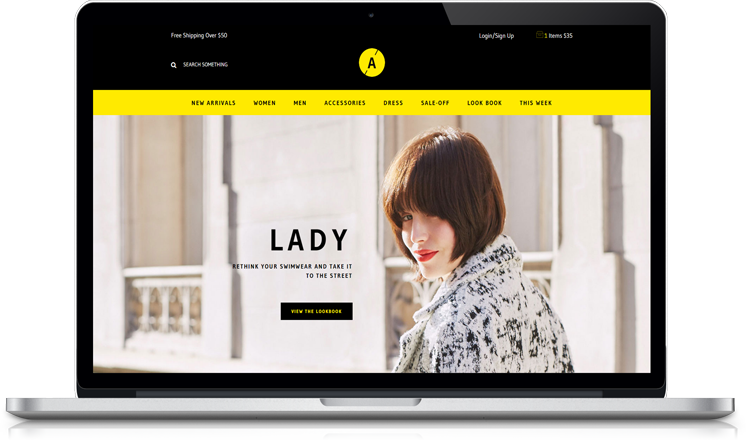 Free Shipping Over $50
Login/Sign Up
1 Items $35
SEARCH SOMETHING
A
NEW ARRIVALS WOMEN MEN ACCESSORIES DRESS SALE-OFF LOOK BOOK THIS WEEK
LADY
RETHINK YOUR SWIMWEAR AND TAKE IT
TO THE STREET
VIEW THE LOOKBOOK